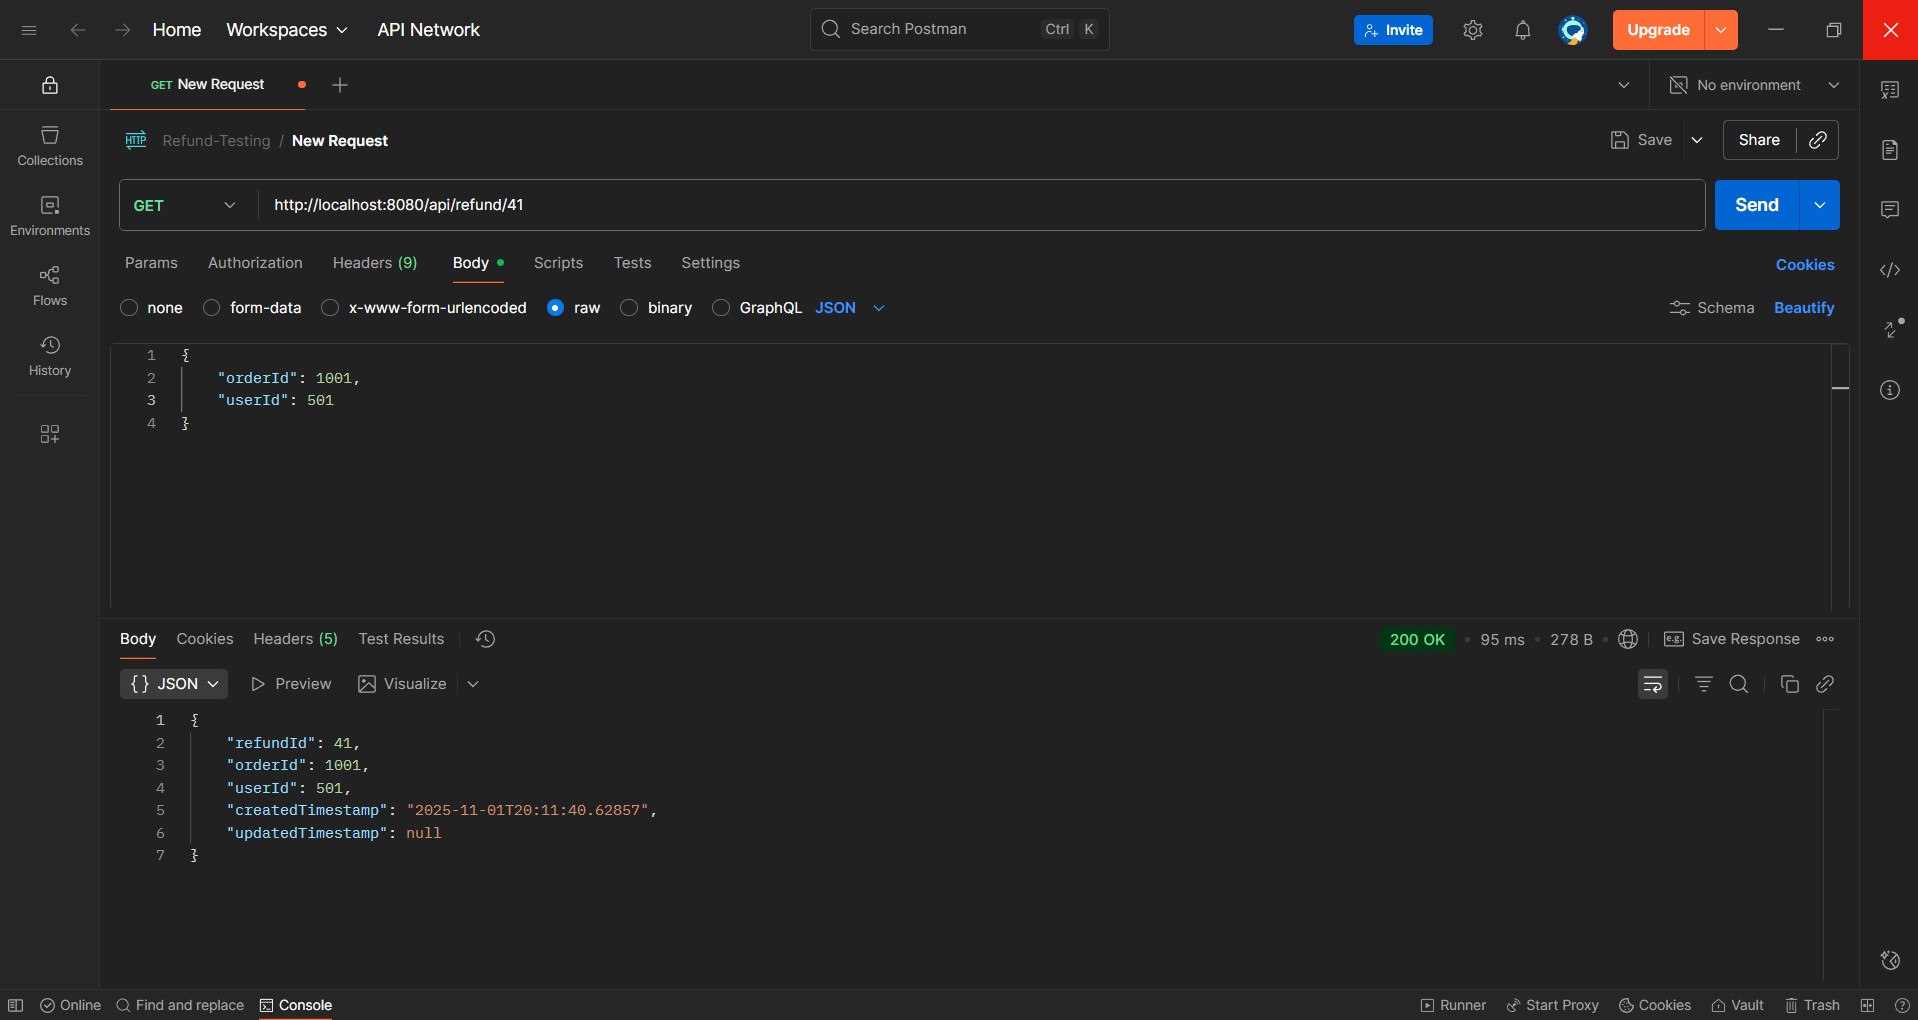 Home Workspaces API Network Search Postman Ctrl K Invite Upgrade
GET New Request No environment
HTTP Refund-Testing / New Request Save Share
GET http://localhost:8080/api/refund/41 Send
Params Authorization Headers (9) Body Scripts Tests Settings Cookies
none form-data x-www-form-urlencoded raw binary GraphQL JSON Schema Beautify
Collections
Environments
Flows
History
1 {
2 "orderId": 1001,
3 "userId": 501
4 }
Body Cookies Headers (5) Test Results 200 OK 95 ms 278 B e.g. Save Response
{} JSON Preview Visualize
1 {
2 "refundId": 41,
3 "orderId": 1001,
4 "userId": 501,
5 "createdTimestamp": "2025-11-01T20:11:40.62857",
6 "updatedTimestamp": null
7 }
Online Find and replace Console Runner Start Proxy Cookies Vault Trash